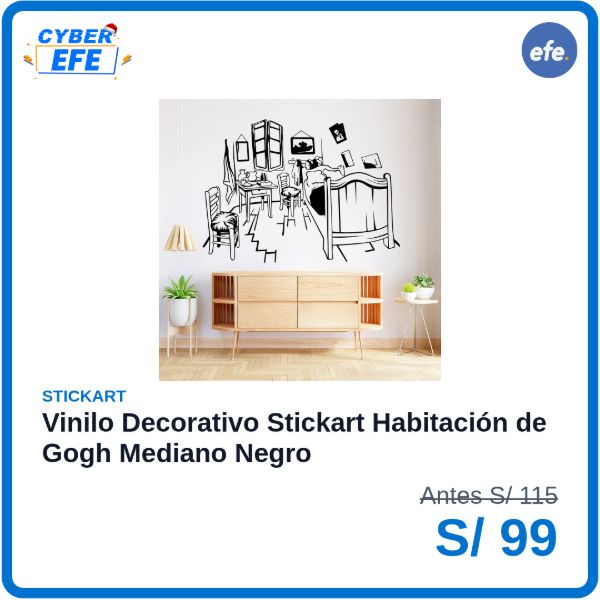 CYBER
EFE
efe.
STICKART
Vinilo Decorativo Stickart Habitación de
Gogh Mediano Negro
Antes S/ 115
S/ 99